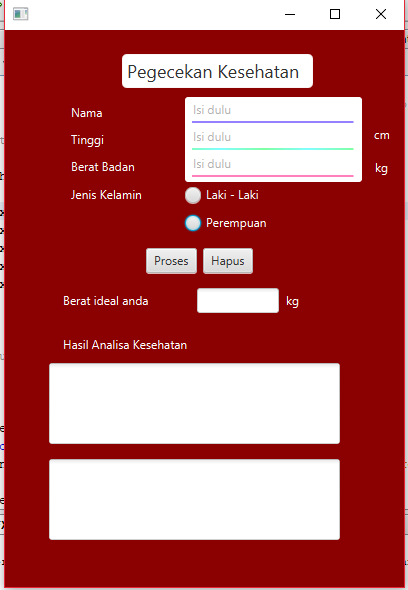 Pegecekan Kesehatan
Nama Isi dulu
Tinggi Isi dulu cm
Berat Badan Isi dulu kg
Jenis Kelamin Laki - Laki
Perempuan
Proses Hapus
Berat ideal anda kg
Hasil Analisa Kesehatan